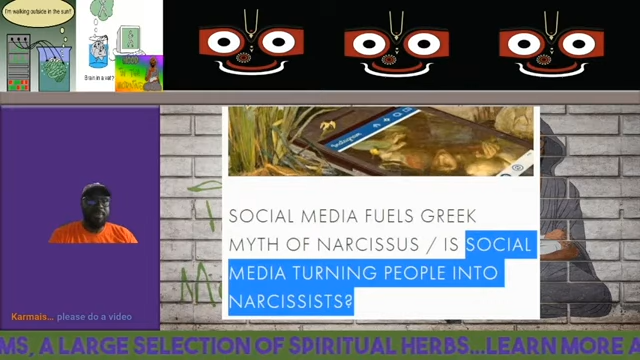 I'm walking outside in the sun!!
Brain in a vat?
Instagram
SOCIAL MEDIA FUELS GREEK
MYTH OF NARCISSUS / IS SOCIAL
MEDIA TURNING PEOPLE INTO
NARCISSISTS?
Karmais... please do a video
MS, A LARGE SELECTION OF SPIRITUAL HERBS...LEARN MORE A